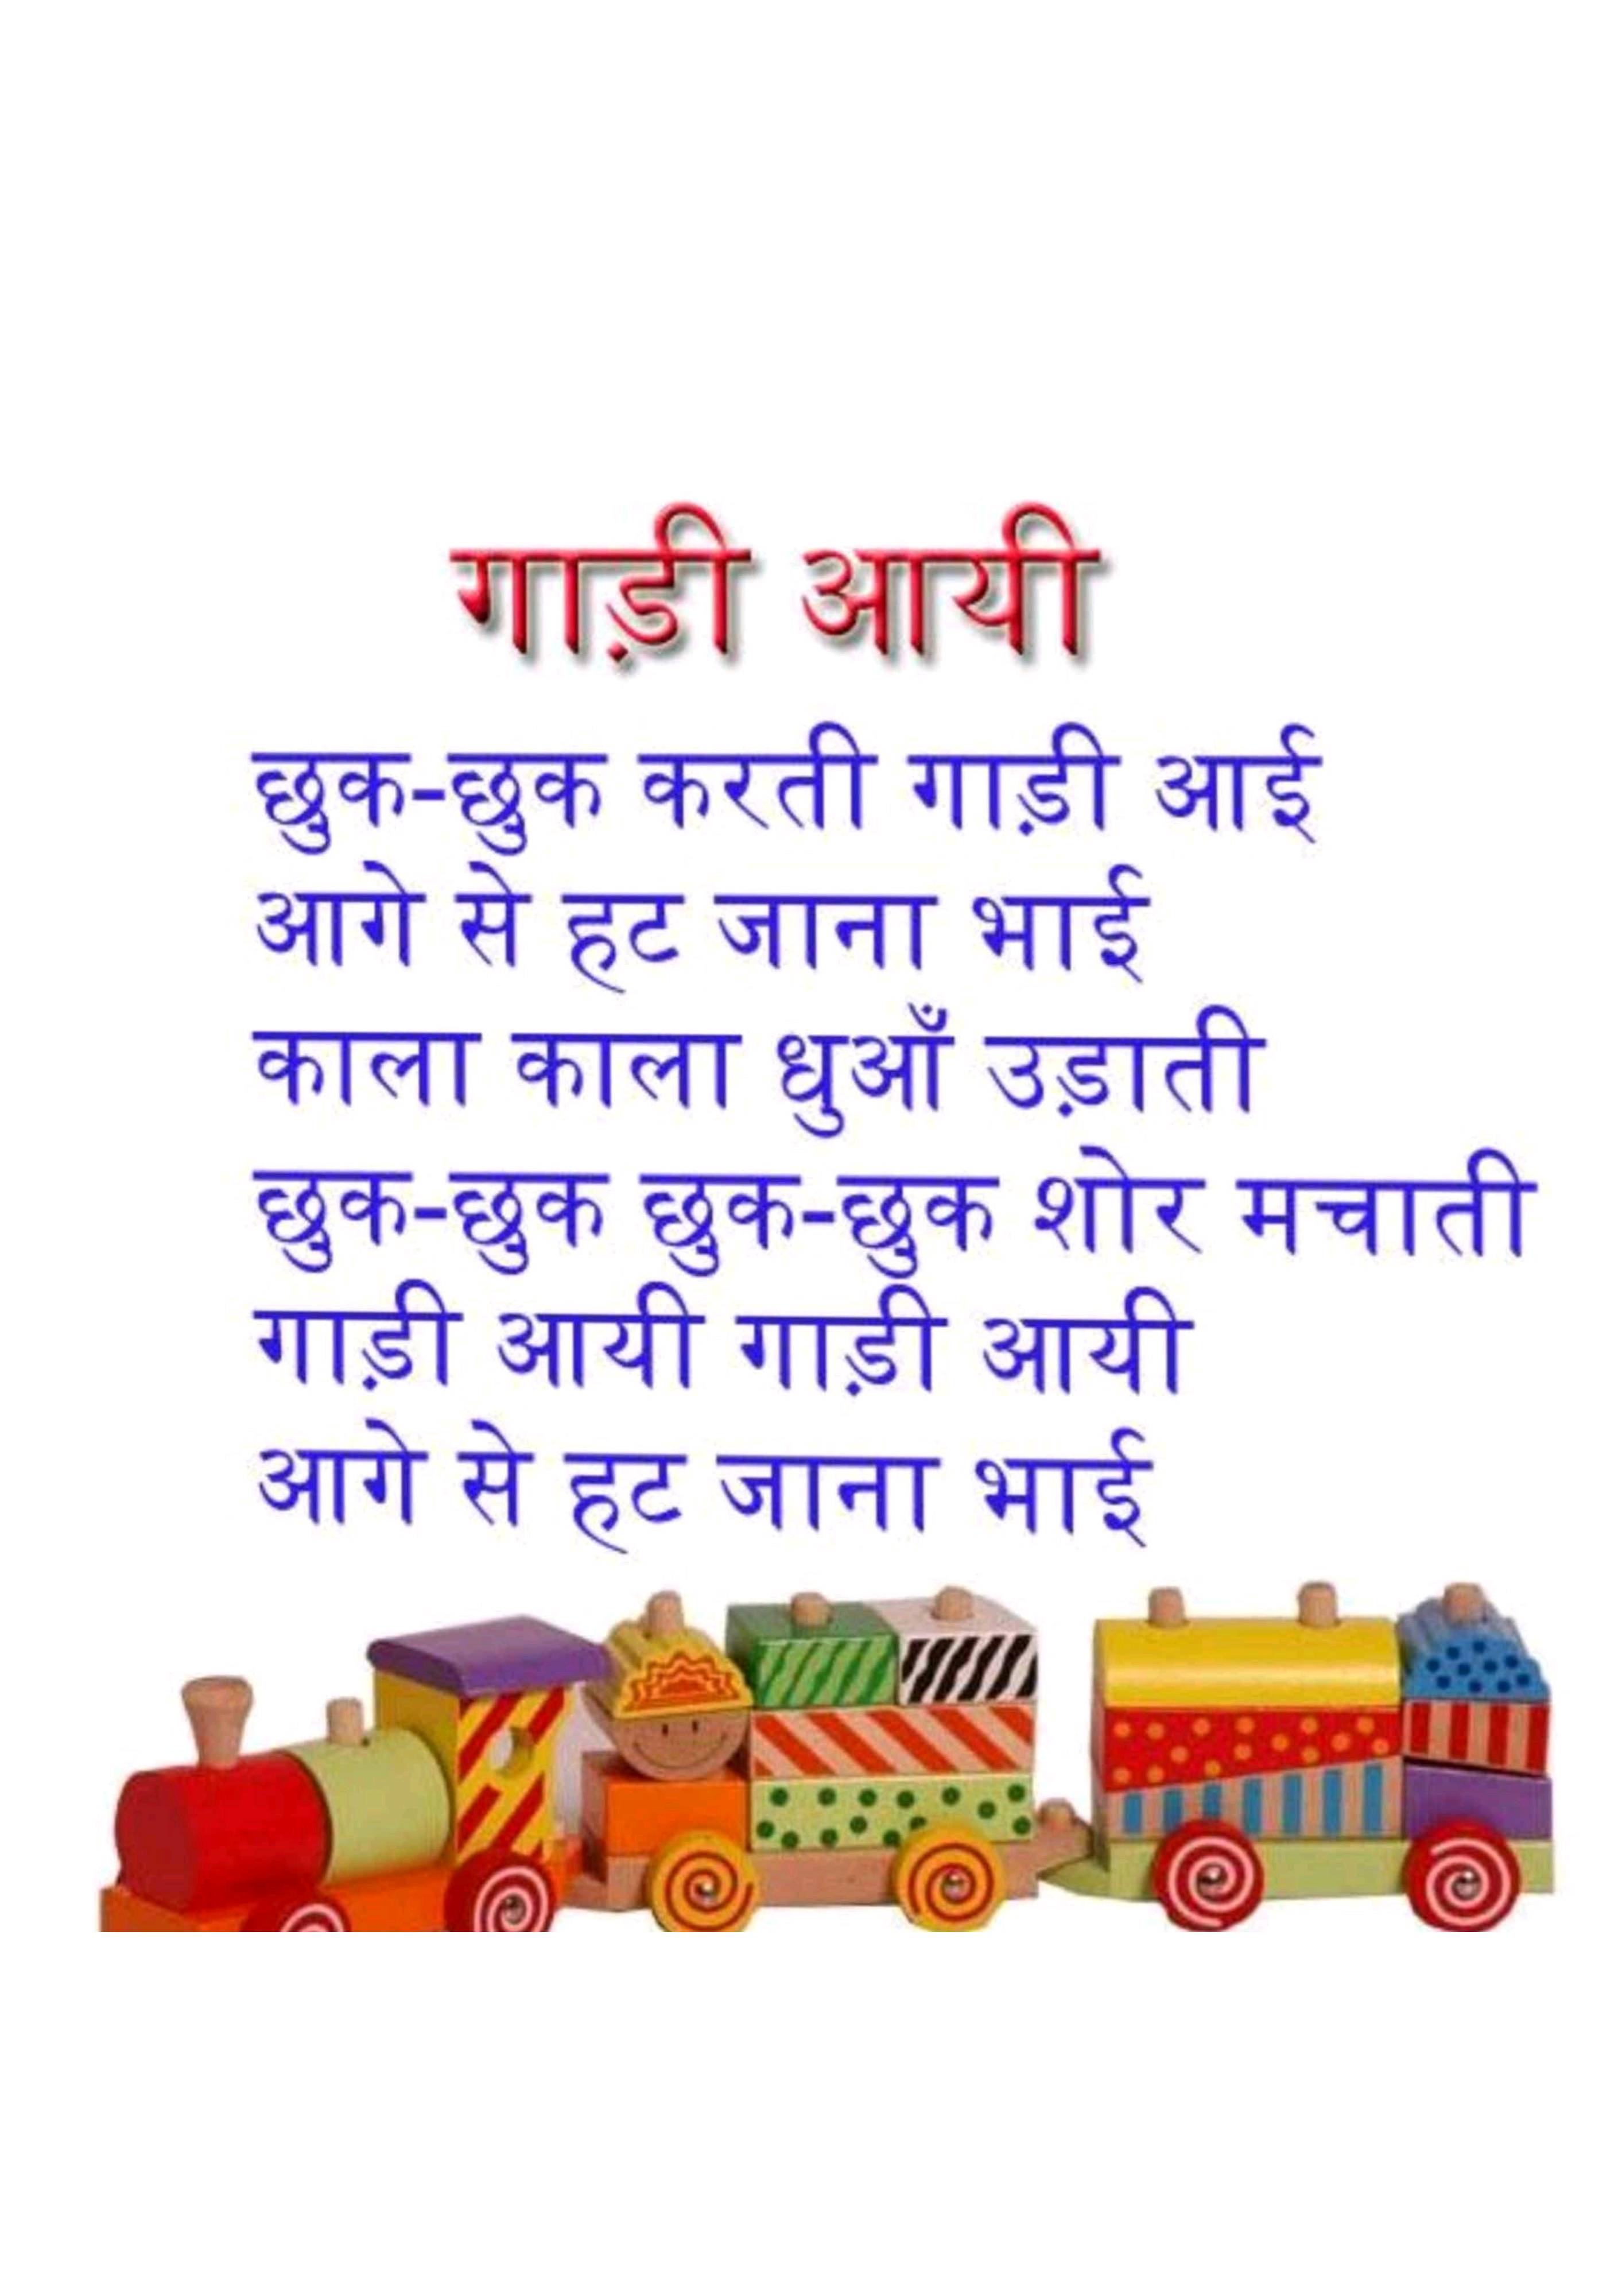 गाड़ी आयी
छुक-छुक करती गाड़ी आई
आगे से हट जाना भाई
काला काला धुआँ उड़ाती
छुक-छुक छुक-छुक शोर मचाती
गाड़ी आयी गाड़ी आयी
आगे से हट जाना भाई